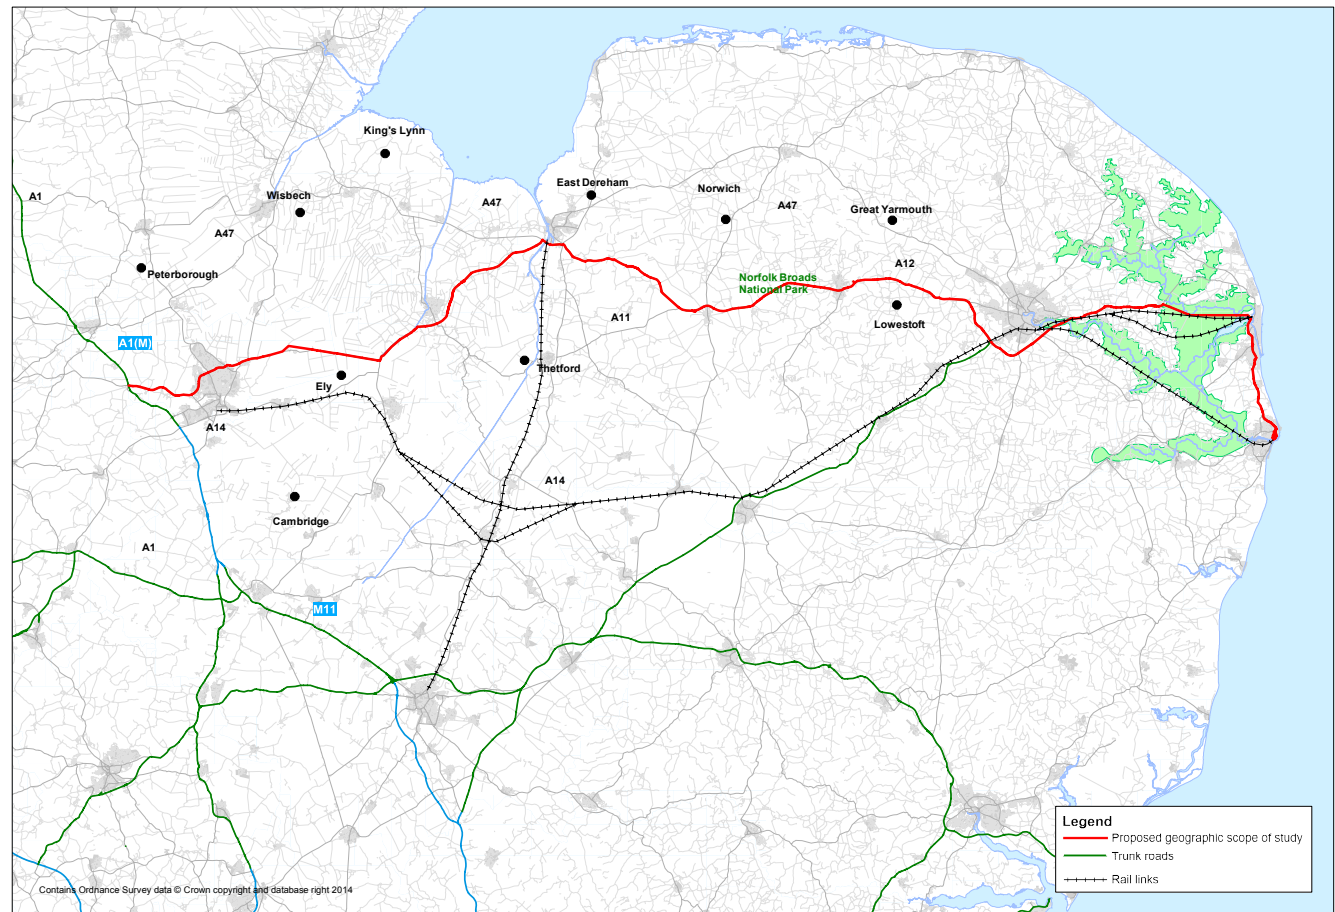 King's Lynn
East Dereham
Norwich
A1
Wisbech
A47
A47
Great Yarmouth
A47
A12
Peterborough
Norfolk Broads
National Park
A11
Lowestoft
A1(M)
Thetford
Ely
A14
A14
Cambridge
A1
M11
Legend
Proposed geographic scope of study
Trunk roads
Rail links
Contains Ordnance Survey data © Crown copyright and database right 2014